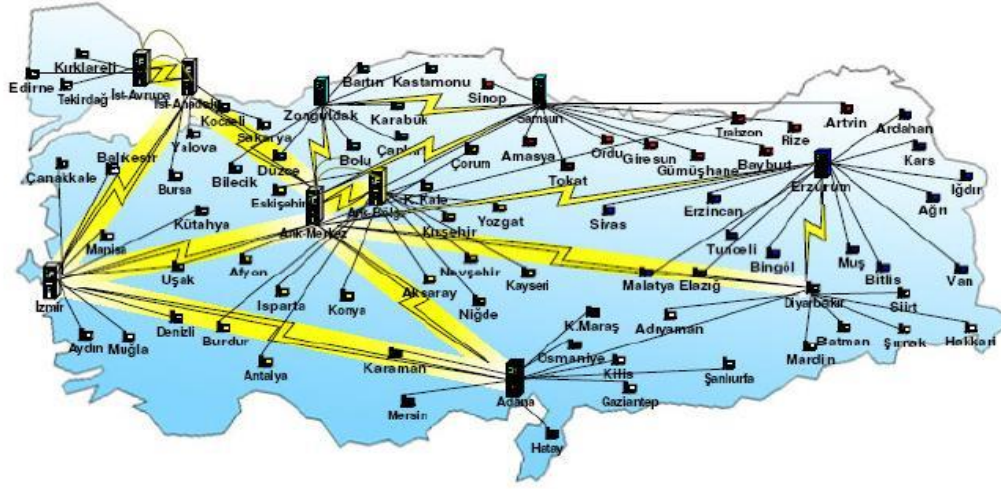 Kırklareli
Edirne
Tekirdağ
İst-Avrupa
İst-Anadolu
Kocaeli
Sakarya
Yalova
Balıkesir
Çanakkale
Bursa
Bilecik
Düzce
Bolu
Zonguldak
Bartın
Kastamonu
Karabük
Çankırı
Sinop
Samsun
Çorum
Amasya
Tokat
Ordu
Giresun
Trabzon
Gümüşhane
Rize
Bayburt
Artvin
Ardahan
Kars
Iğdır
Ağrı
Erzurum
Erzincan
Sivas
Tunceli
Bingöl
Muş
Bitlis
Van
Eskişehir
Ank-Merkez
Ank-Bölge
K.Kale
Yozgat
Kırşehir
Kütahya
Manisa
Uşak
Afyon
İzmir
Isparta
Konya
Aksaray
Nevşehir
Niğde
Kayseri
Malatya
Elazığ
Diyarbakır
Siirt
Adıyaman
Batman
Şırnak
Hakkari
Mardin
Aydın
Muğla
Denizli
Burdur
Antalya
Karaman
K.Maraş
Osmaniye
Kilis
Gaziantep
Şanlıurfa
Adana
Mersin
Hatay